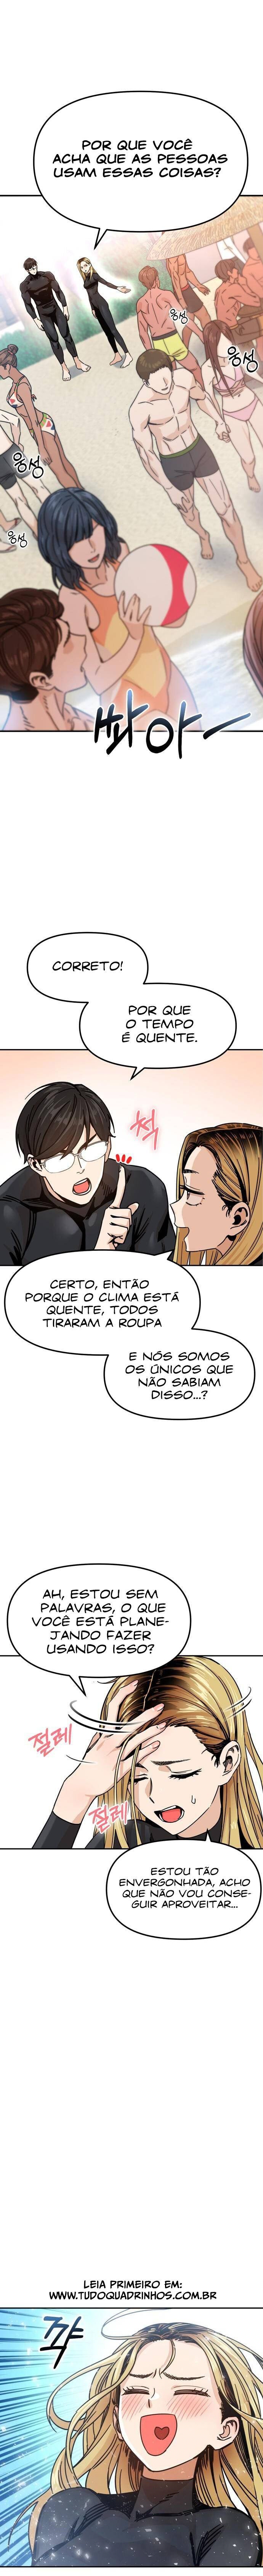 POR QUE VOCÊ
ACHA QUE AS PESSOAS
USAM ESSAS COISAS?
웅성
웅성
웅성
웅성
쏴아—
CORRETO!
POR QUE
O TEMPO
É QUENTE.
척
CERTO, ENTÃO
PORQUE O CLIMA ESTÁ
QUENTE, TODOS
TIRARAM A ROUPA
E NÓS SOMOS
OS ÚNICOS QUE
NÃO SABIAM
DISSO...?
AH, ESTOU SEM
PALAVRAS, O QUE
VOCÊ ESTÁ PLANE-
JANDO FAZER
USANDO ISSO?
절레
절레
ESTOU TÃO
ENVERGONHADA, ACHO
QUE NÃO VOU CONSE-
GUIR APROVEITAR...
LEIA PRIMEIRO EM:
WWW.TUDOQUADRINHOS.COM.BR
꺅